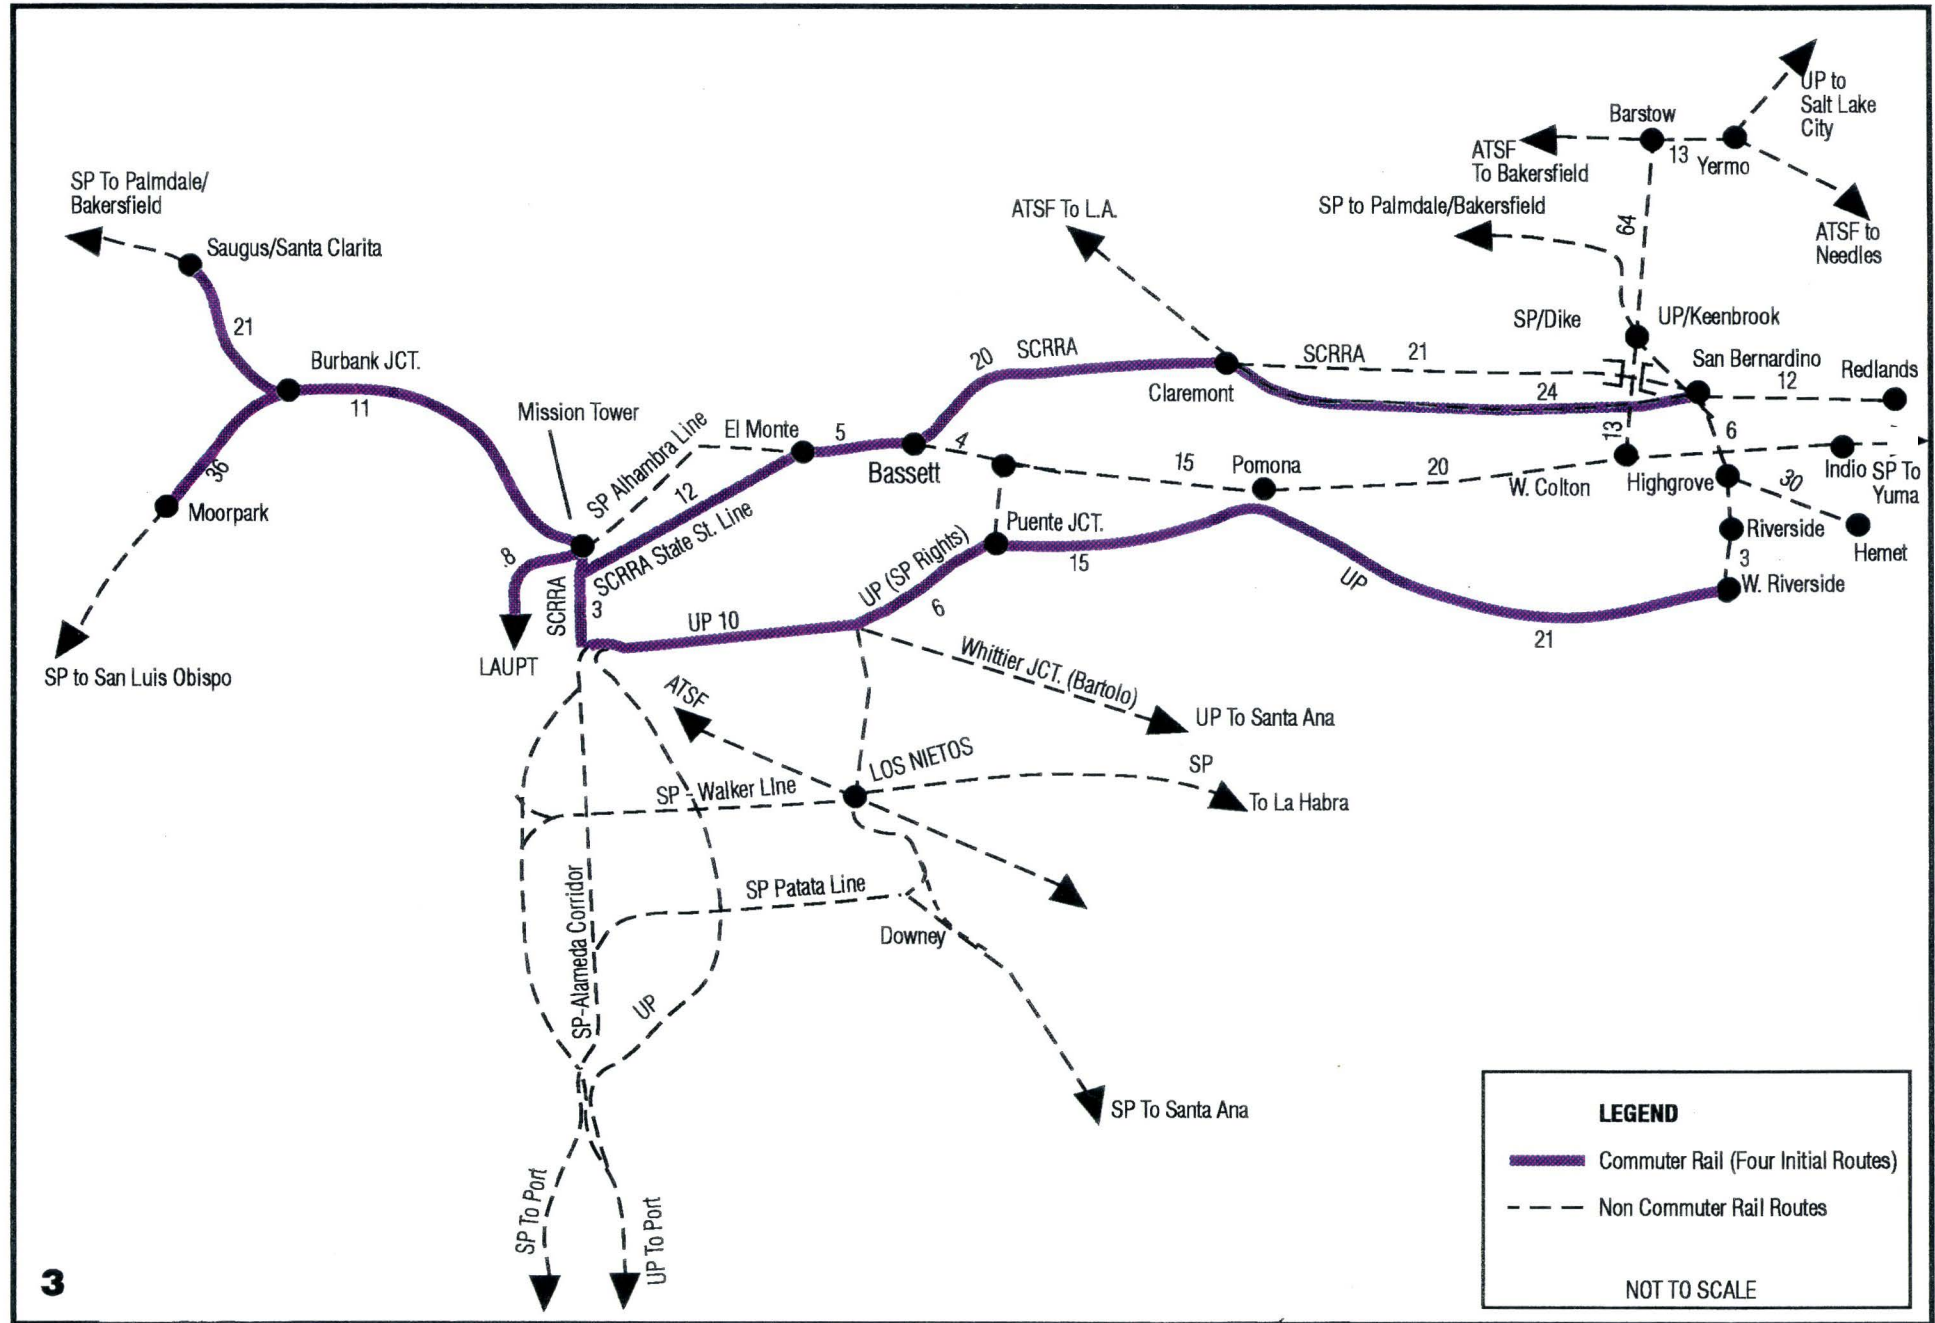 UP to
Salt Lake
City
Barstow
13
Yermo
ATSF
To Bakersfield
SP To Palmdale/
Bakersfield
ATSF To L.A.
SP to Palmdale/Bakersfield
64
ATSF to
Needles
Saugus/Santa Clarita
21
Burbank JCT.
11
SP/Dike
UP/Keenbrook
20
SCRRA
SCRRA
21
San Bernardino
12
Redlands
Claremont
24
Mission Tower
SP Alhambra Line
El Monte
5
4
Bassett
13
6
36
Moorpark
12
SCRRA State St. Line
15
Pomona
20
W. Colton
Highgrove
30
Indio
SP To
Yuma
.8
SCRRA
3
LAUPT
UP (SP Rights)
6
Puente JCT.
15
UP
21
Riverside
3
W. Riverside
Hemet
UP 10
Whittier JCT. (Bartolo)
UP To Santa Ana
SP to San Luis Obispo
ATSF
LOS NIETOS
SP
To La Habra
SP - Walker LIne
SP Patata Line
SP-Alameda Corridor
Downey
UP
SP To Santa Ana
SP To Port
UP To Port
LEGEND
Commuter Rail (Four Initial Routes)
Non Commuter Rail Routes
NOT TO SCALE
3